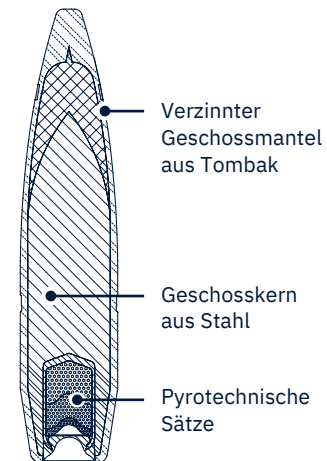 Verzinnter
Geschossmantel
aus Tombak
Geschosskern
aus Stahl
Pyrotechnische
Sätze